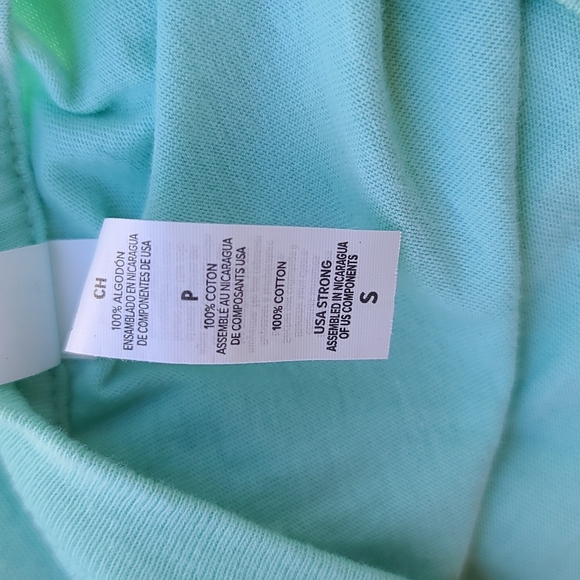 CH
100% ALGODÓN
ENSAMBLADO EN NICARAGUA
DE COMPONENTES DE USA
P
100% COTON
ASSEMBLÉ AU NICARAGUA
DE COMPOSANTS USA
100% COTTON
USA STRONG
ASSEMBLED IN NICARAGUA
OF US COMPONENTS
S